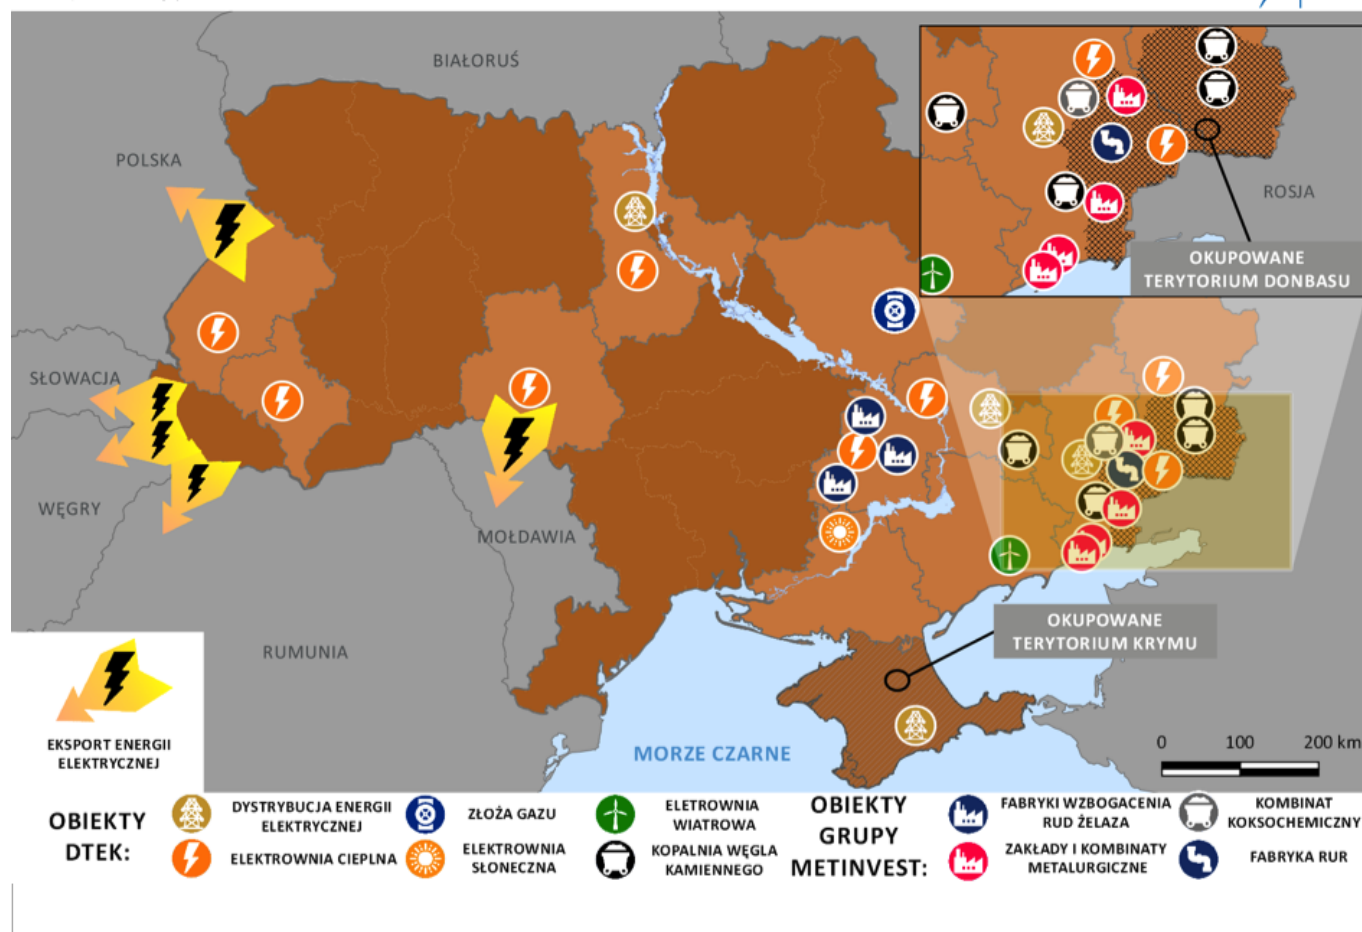 BIAŁORUŚ
POLSKA
ROSJA
OKUPOWANE
TERYTORIUM DONBASU
SŁOWACJA
WĘGRY
MOŁDAWIA
OKUPOWANE
TERYTORIUM KRYMU
RUMUNIA
MORZE CZARNE
0 100 200 km
EKSPORT ENERGII
ELEKTRYCZNEJ
OBIEKTY
DTEK:
DYSTRYBUCJA ENERGII
ELEKTRYCZNEJ
ELEKTROWNIA CIEPLNA
ZŁOŻA GAZU
ELEKTROWNIA
SŁONECZNA
ELETROWNIA
WIATROWA
KOPALNIA WĘGLA
KAMIENNEGO
OBIEKTY
GRUPY
METINVEST:
FABRYKI WZBOGACENIA
RUD ŻELAZA
ZAKŁADY I KOMBINATY
METALURGICZNE
KOMBINAT
KOKSOCHEMICZNY
FABRYKA RUR